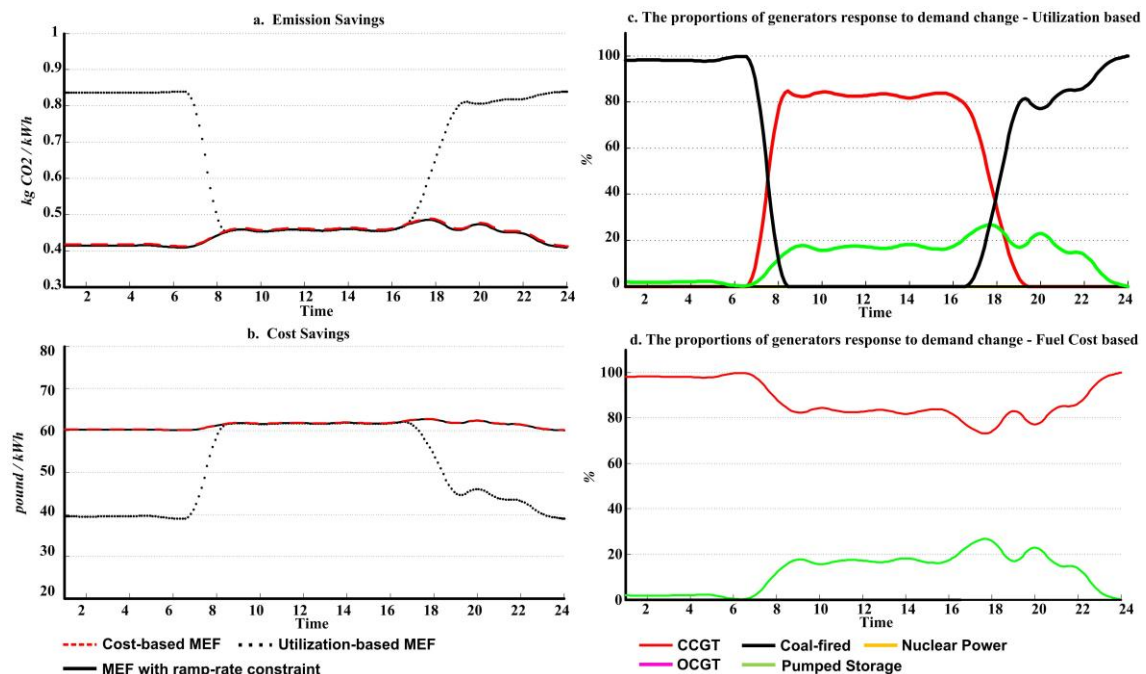 a. Emission Savings
1
0.9
0.8
0.7
0.6
0.5
0.4
0.3
kg CO2 / kWh
2 4 6 8 10 12 14 16 18 20 22 24
Time
b. Cost Savings
80
70
60
50
40
30
20
pound / kWh
2 4 6 8 10 12 14 16 18 20 22 24
Time
Cost-based MEF Utilization-based MEF
MEF with ramp-rate constraint
c. The proportions of generators response to demand change - Utilization based
100
80
60
40
20
0
%
2 4 6 8 10 12 14 16 18 20 22 24
Time
d. The proportions of generators response to demand change - Fuel Cost based
100
80
60
40
20
0
%
2 4 6 8 10 12 14 16 18 20 22 24
Time
CCGT Coal-fired Nuclear Power
OCGT Pumped Storage